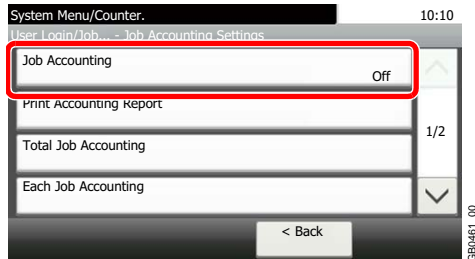 System Menu/Counter.
10:10
User Login/Job... - Job Accounting Settings
Job Accounting
Off
Print Accounting Report
1/2
Total Job Accounting
Each Job Accounting
< Back
GB0461_00